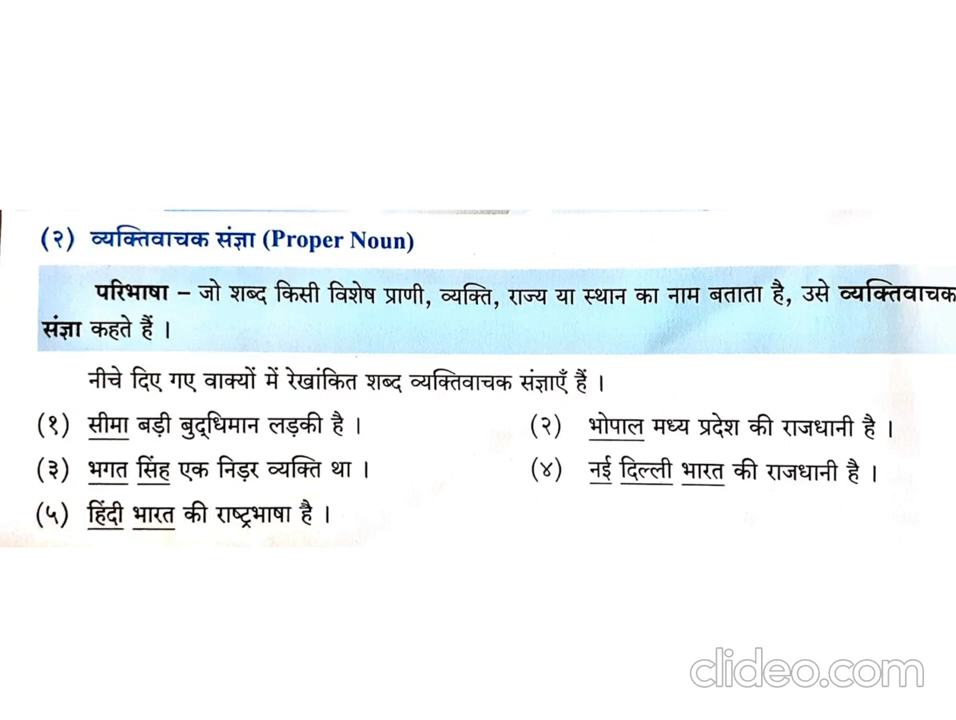 (२) व्यक्तिवाचक संज्ञा (Proper Noun)
परिभाषा – जो शब्द किसी विशेष प्राणी, व्यक्ति, राज्य या स्थान का नाम बताता है, उसे व्यक्तिवाचक
संज्ञा कहते हैं ।
नीचे दिए गए वाक्यों में रेखांकित शब्द व्यक्तिवाचक संज्ञाएँ हैं ।
(१) सीमा बड़ी बुद्‌धिमान लड़की है । (२) भोपाल मध्य प्रदेश की राजधानी है ।
(३) भगत सिंह एक निड़र व्यक्ति था । (४) नई दिल्ली भारत की राजधानी है ।
(५) हिंदी भारत की राष्ट्रभाषा है ।
clideo.com